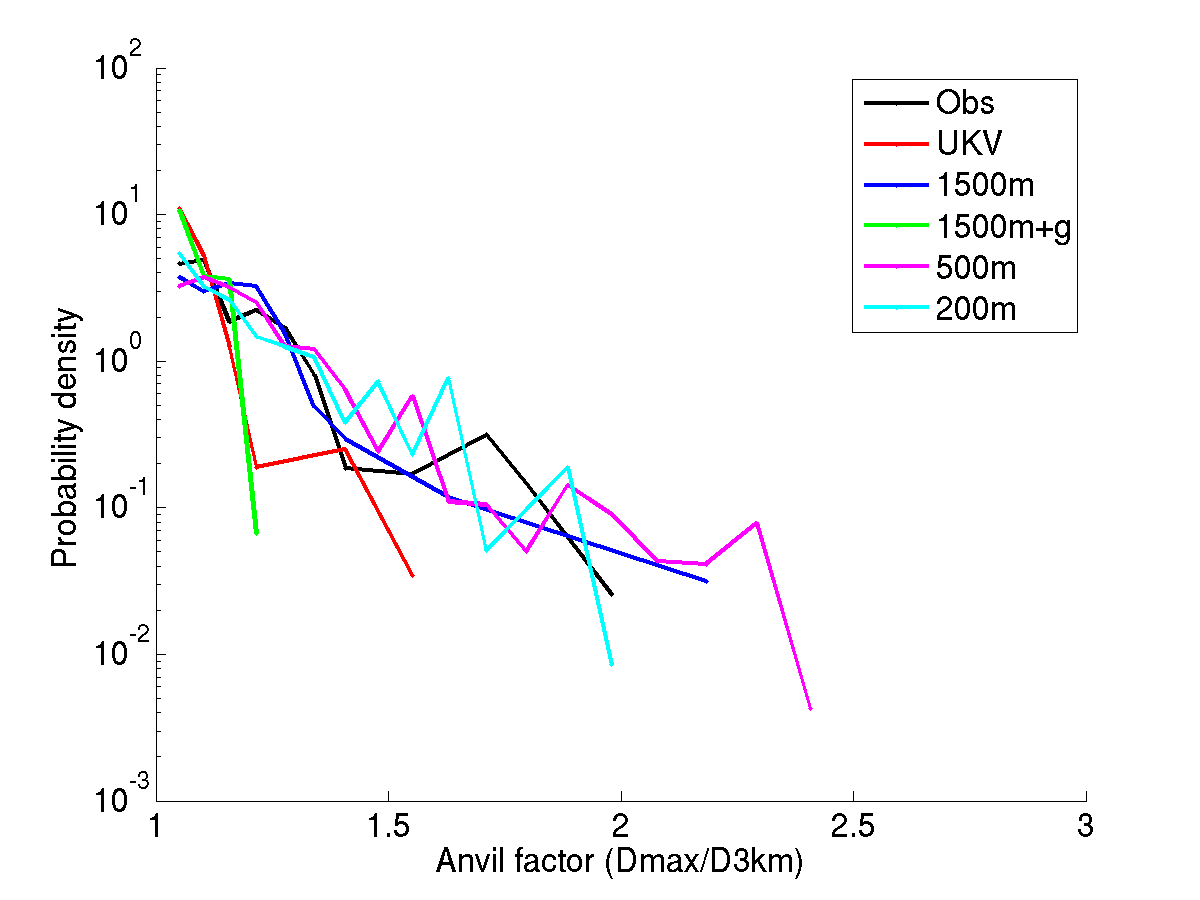 10^2
10^1
10^0
10^-1
10^-2
10^-3
Probability density
1
1.5
2
2.5
3
Anvil factor (Dmax/D3km)
Obs
UKV
1500m
1500m+g
500m
200m